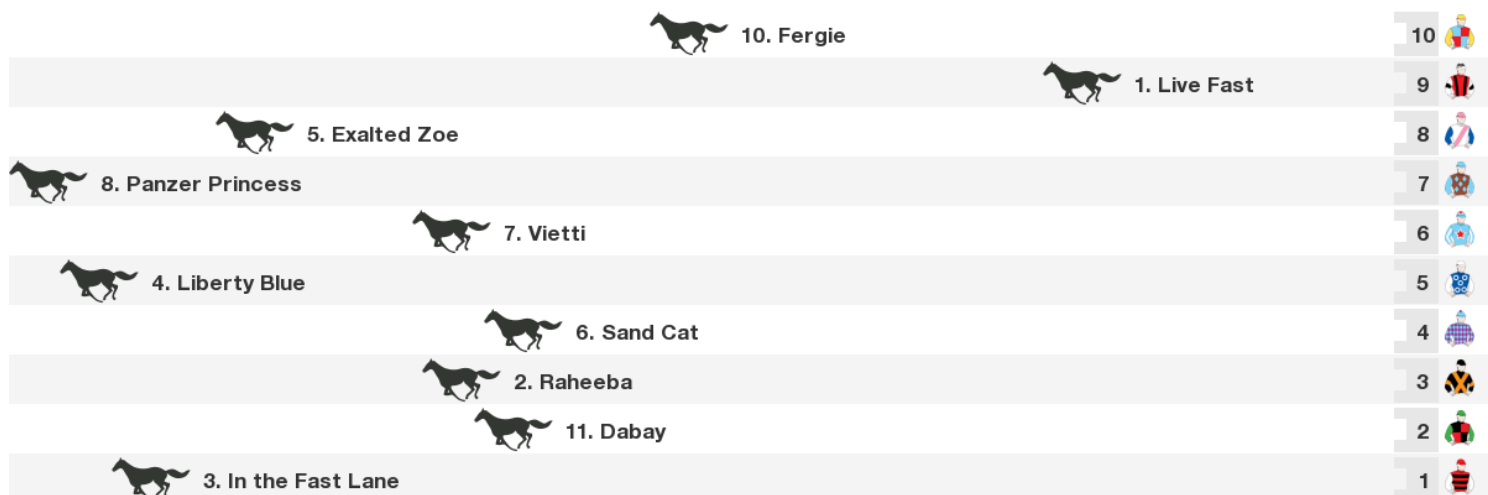 10. Fergie 10
1. Live Fast 9
5. Exalted Zoe 8
8. Panzer Princess 7
7. Vietti 6
4. Liberty Blue 5
6. Sand Cat 4
2. Raheeba 3
11. Dabay 2
3. In the Fast Lane 1